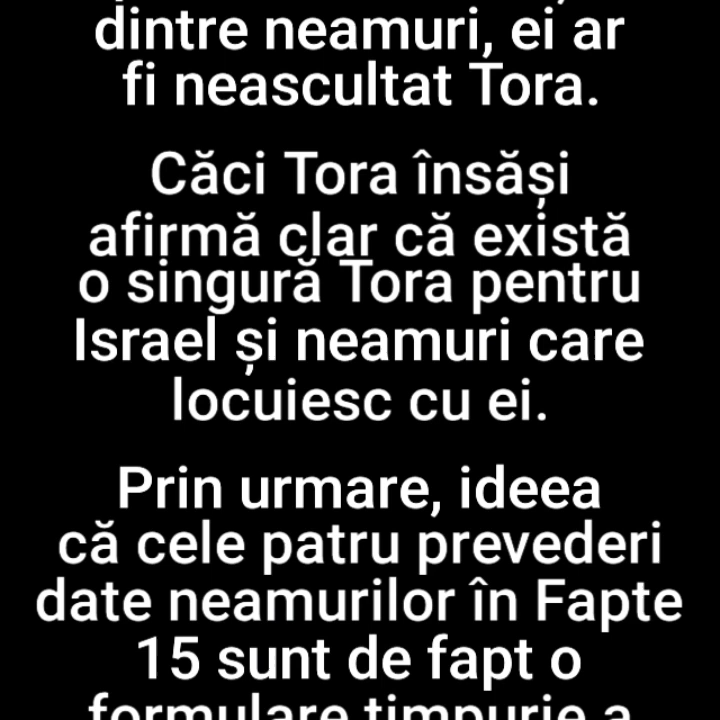 dintre neamuri, ei ar
fi neascultat Tora.
Căci Tora însăși
afirmă clar că există
o singură Tora pentru
Israel și neamuri care
locuiesc cu ei.
Prin urmare, ideea
că cele patru prevederi
date neamurilor în Fapte
15 sunt de fapt o
formulare timpurie a